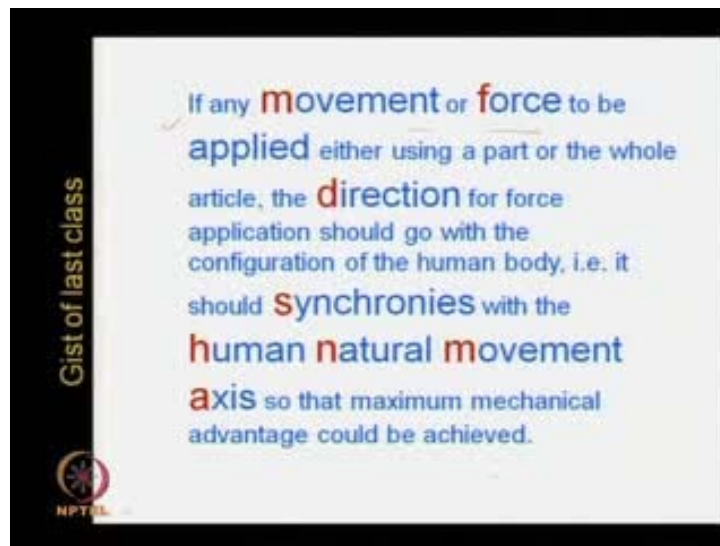 If any movement or force to be
applied either using a part or the whole
article, the direction for force
application should go with the
configuration of the human body, i.e. it
should synchronies with the
human natural movement
axis so that maximum mechanical
advantage could be achieved.
Gist of last class
NPTEL